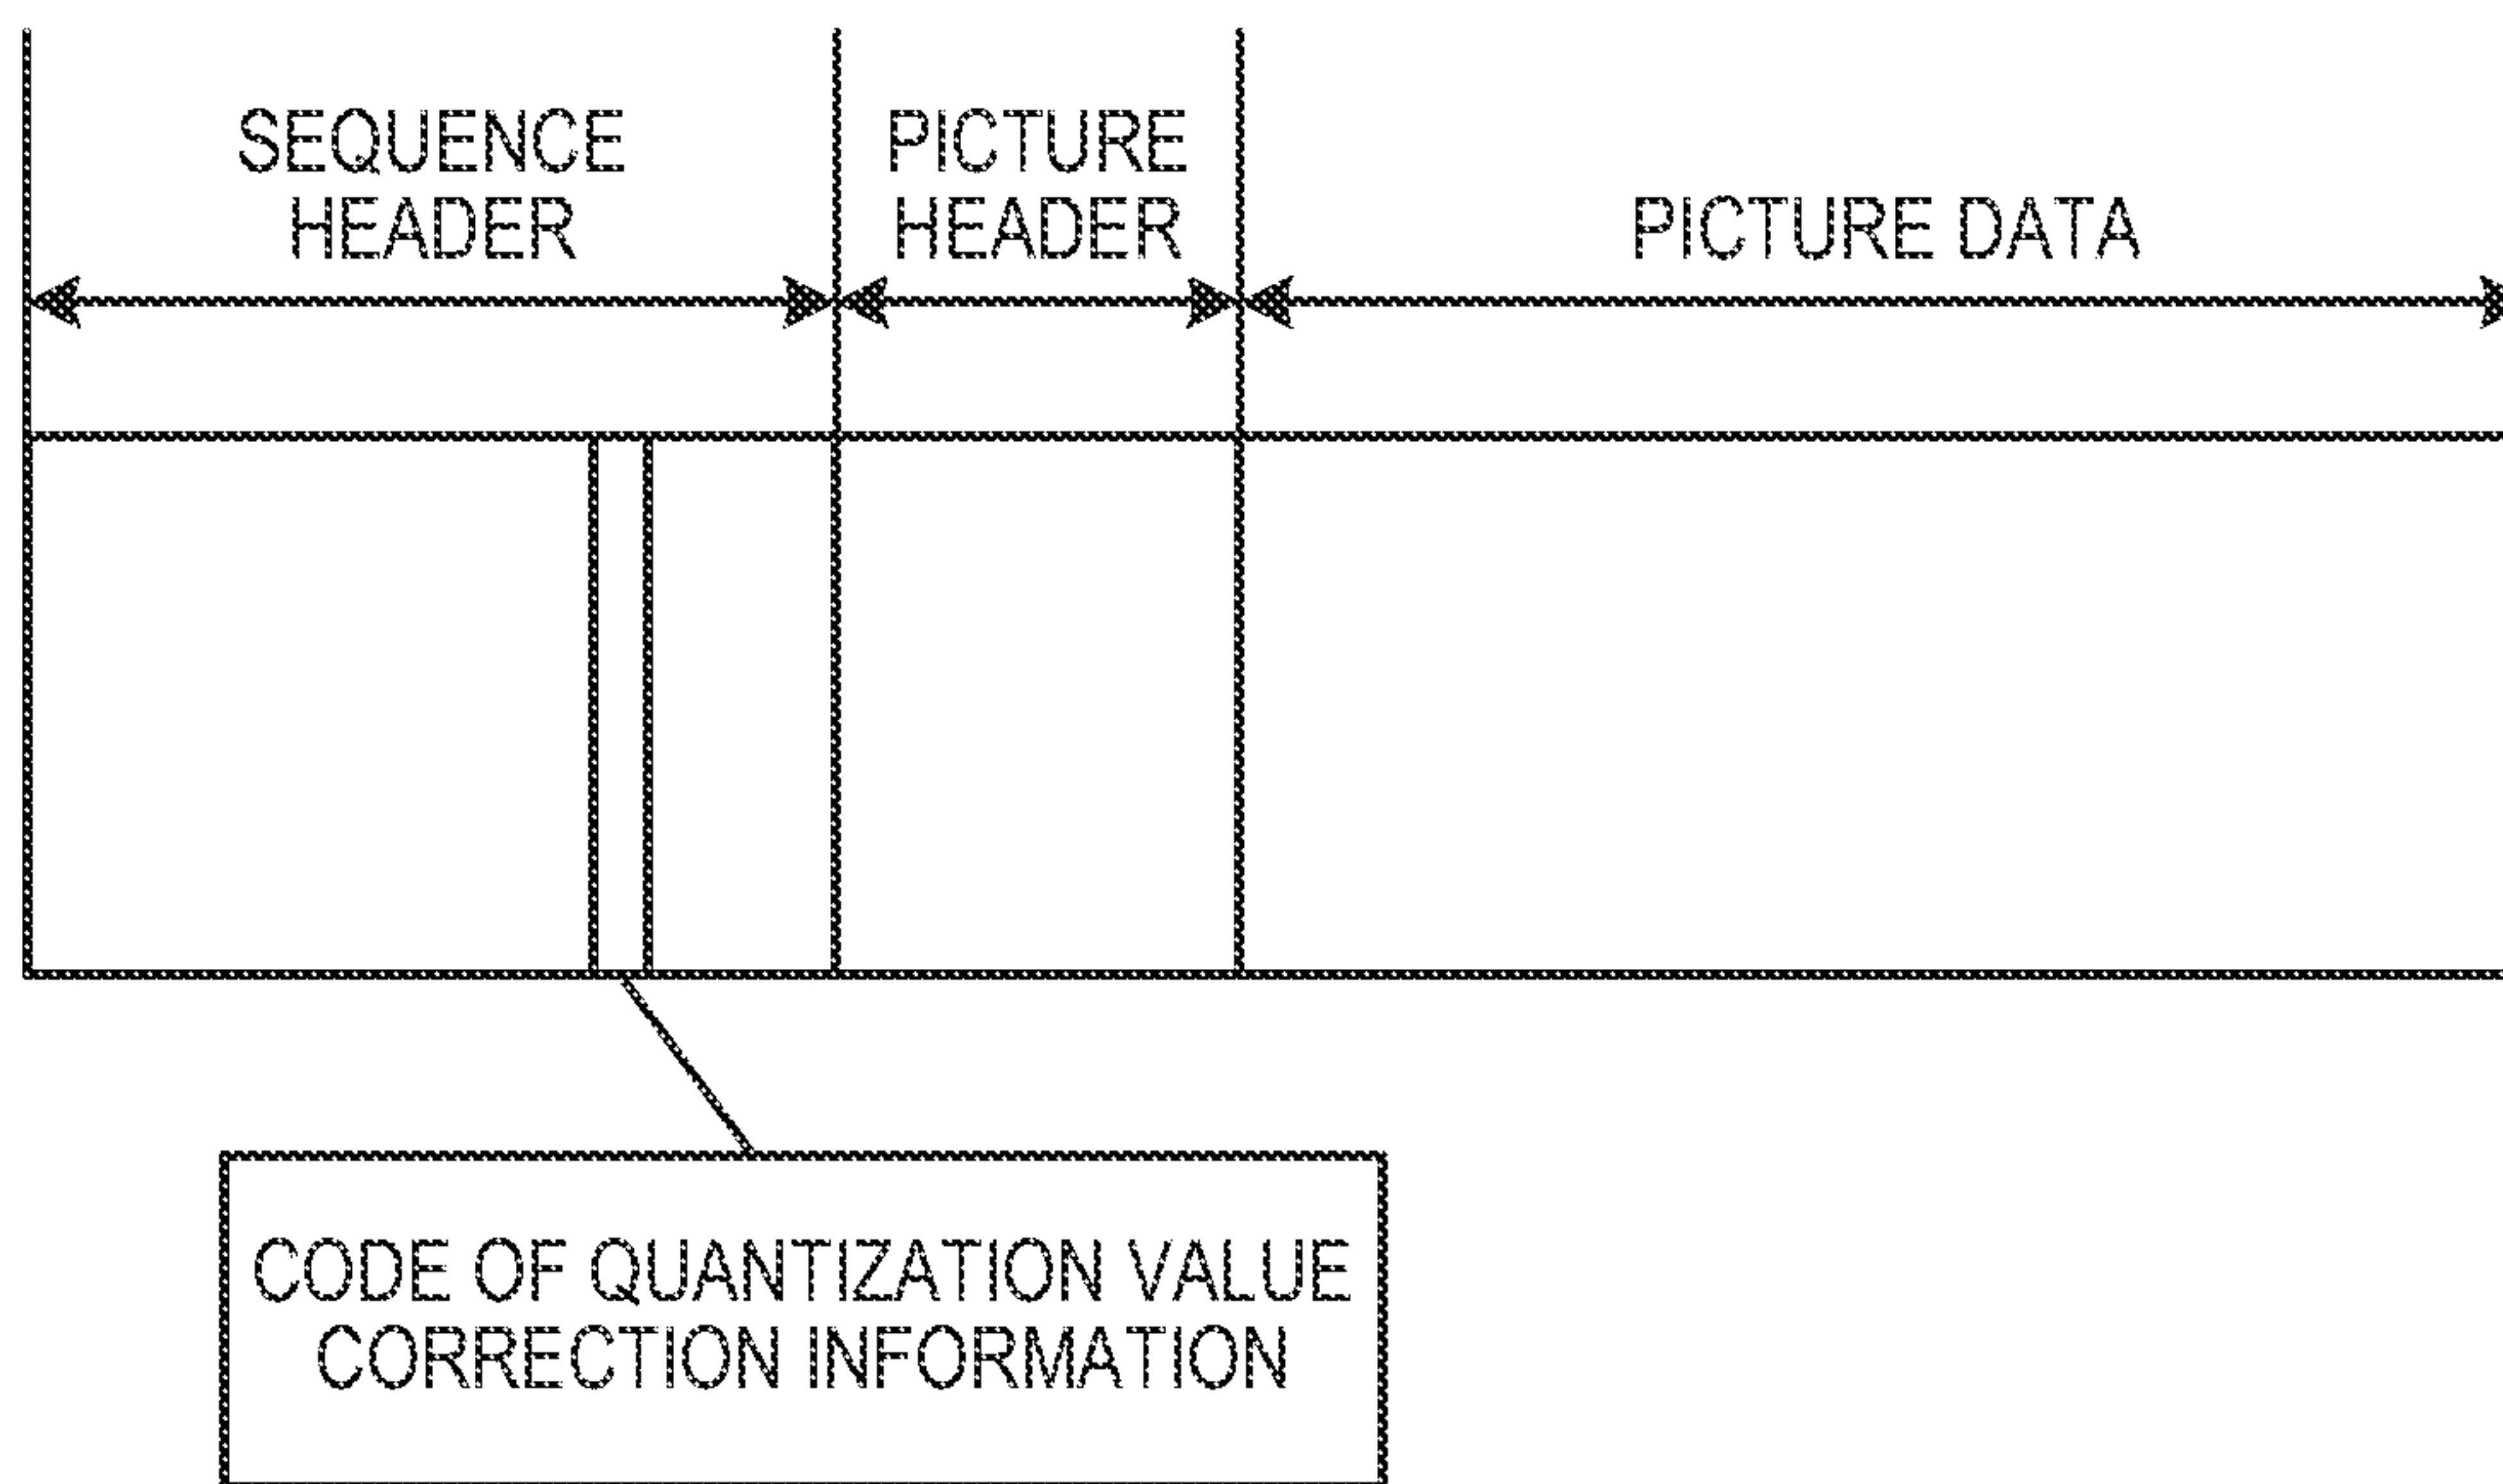 SEQUENCE
HEADER
PICTURE
HEADER
PICTURE DATA
CODE OF QUANTIZATION VALUE
CORRECTION INFORMATION